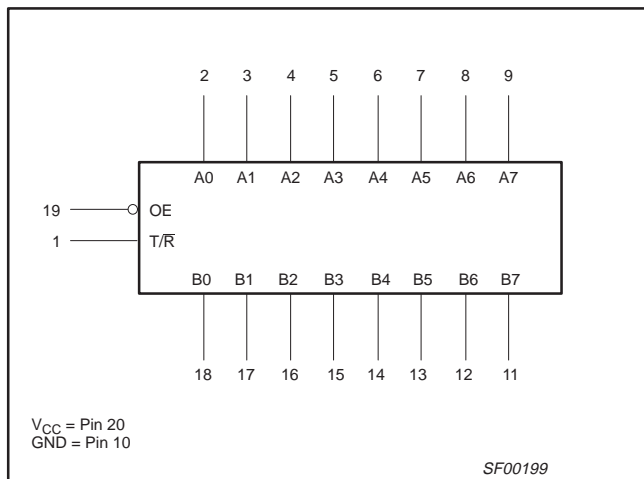 2 3 4 5 6 7 8 9
A0 A1 A2 A3 A4 A5 A6 A7
19 OE
1 T/R̅
B0 B1 B2 B3 B4 B5 B6 B7
18 17 16 15 14 13 12 11
VCC = Pin 20
GND = Pin 10
SF00199